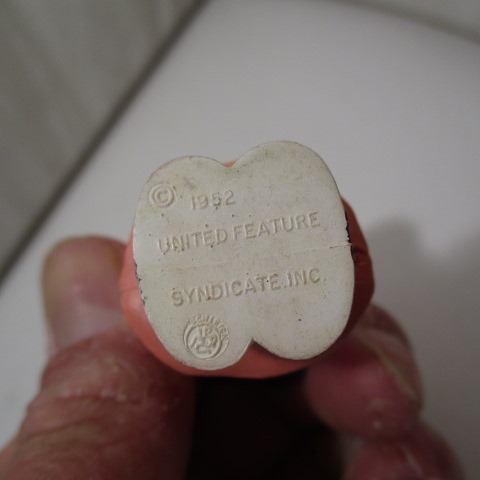 © 1952
UNITED FEATURE
SYNDICATE.INC